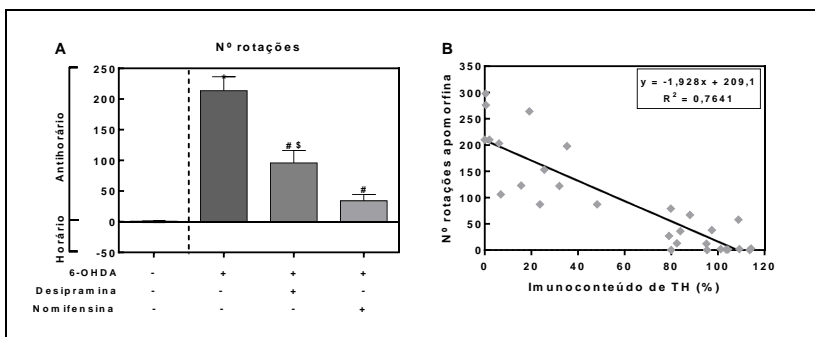 A
Nº rotações
Antihorário
Horário
250
200
150
100
50
0
-50
*
# $
#
6-OHDA - + + +
Desipramina - - + -
Nomifensina - - - +
B
Nº rotações apomorfina
350
300
250
200
150
100
50
0
y = -1,928x + 209,1
R² = 0,7641
0 20 40 60 80 100 120
Imunoconteúdo de TH (%)